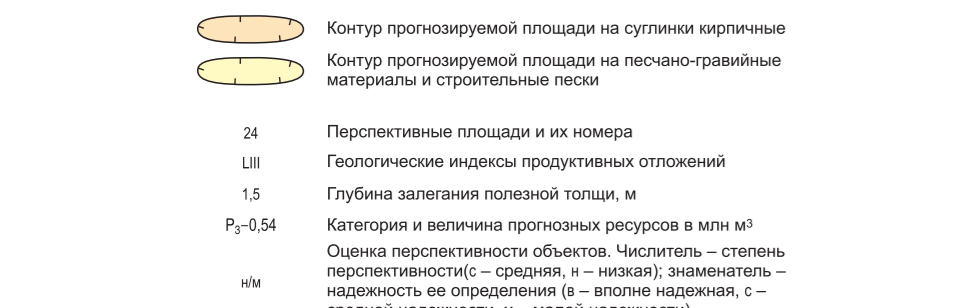 Контур прогнозируемой площади на суглинки кирпичные
Контур прогнозируемой площади на песчано-гравийные
материалы и строительные пески
24 Перспективные площади и их номера
LIII Геологические индексы продуктивных отложений
1,5 Глубина залегания полезной толщи, м
P3–0,54 Категория и величина прогнозных ресурсов в млн м3
Оценка перспективности объектов. Числитель – степень
перспективности(с – средняя, н – низкая); знаменатель –
н/м надежность ее определения (в – вполне надежная, с –